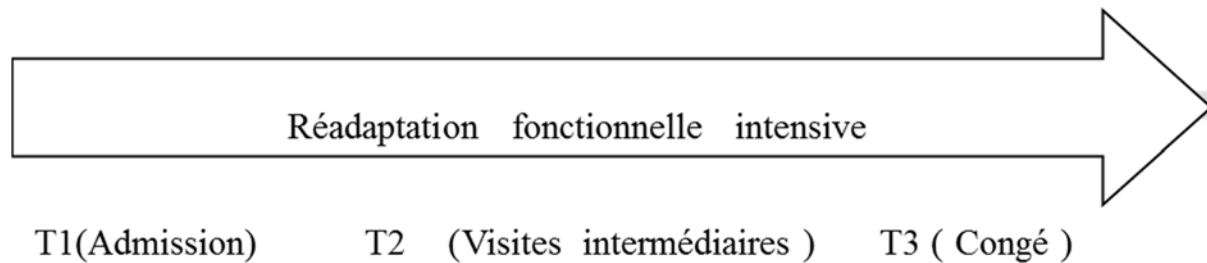 Réadaptation fonctionnelle intensive
T1(Admission) T2 (Visites intermédiaires ) T3 ( Congé )